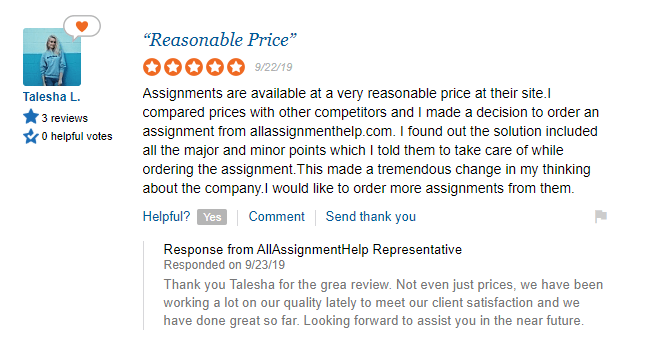 “Reasonable Price”
9/22/19
Talesha L.
3 reviews
0 helpful votes
Assignments are available at a very reasonable price at their site.I
compared prices with other competitors and I made a decision to order an
assignment from allassignmenthelp.com. I found out the solution included
all the major and minor points which I told them to take care of while
ordering the assignment.This made a tremendous change in my thinking
about the company.I would like to order more assignments from them.
Helpful? Yes Comment Send thank you
Response from AllAssignmentHelp Representative
Responded on 9/23/19
Thank you Talesha for the grea review. Not even just prices, we have been
working a lot on our quality lately to meet our client satisfaction and we
have done great so far. Looking forward to assist you in the near future.